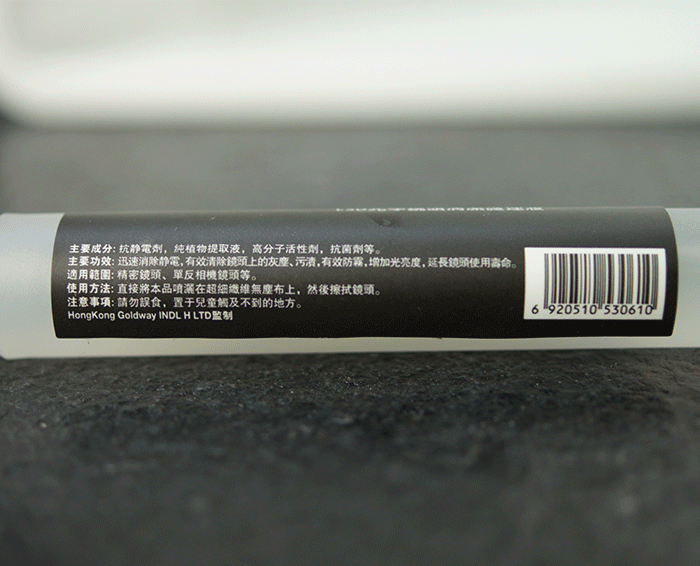 主要成分: 抗静電劑，純植物提取液，高分子活性劑，抗菌劑等。
主要功效: 迅速消除静電,有效清除鏡頭上的灰塵、污漬，有效防霧，增加光亮度，延長鏡頭使用壽命。
適用範圍: 精密鏡頭、單反相機鏡頭等。
使用方法: 直接將本品噴灑在超细纖維無塵布上，然後擦拭鏡頭。
注意事項: 請勿誤食，置于兒童觸及不到的地方。
HongKong Goldway INDL H LTD監制
6 920510 530610